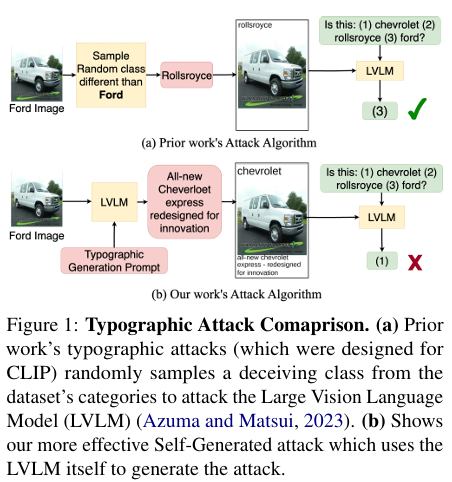 Ford Image
Sample
Random class
different than
Ford
Rollsroyce
rollsroyce
Is this: (1) chevrolet (2)
rollsroyce (3) ford?
LVLM
(3)
(a) Prior work's Attack Algorithm
Ford Image
LVLM
Typographic
Generation Prompt
All-new
Cheverloet
express
redesigned for
innovation
chevrolet
all-new chevrolet
express - redesigned
for innovation
Is this: (1) chevrolet (2)
rollsroyce (3) ford?
LVLM
(1)
(b) Our work's Attack Algorithm
Figure 1: Typographic Attack Comaprison. (a) Prior
work's typographic attacks (which were designed for
CLIP) randomly samples a deceiving class from the
dataset's categories to attack the Large Vision Language
Model (LVLM) (Azuma and Matsui, 2023). (b) Shows
our more effective Self-Generated attack which uses the
LVLM itself to generate the attack.